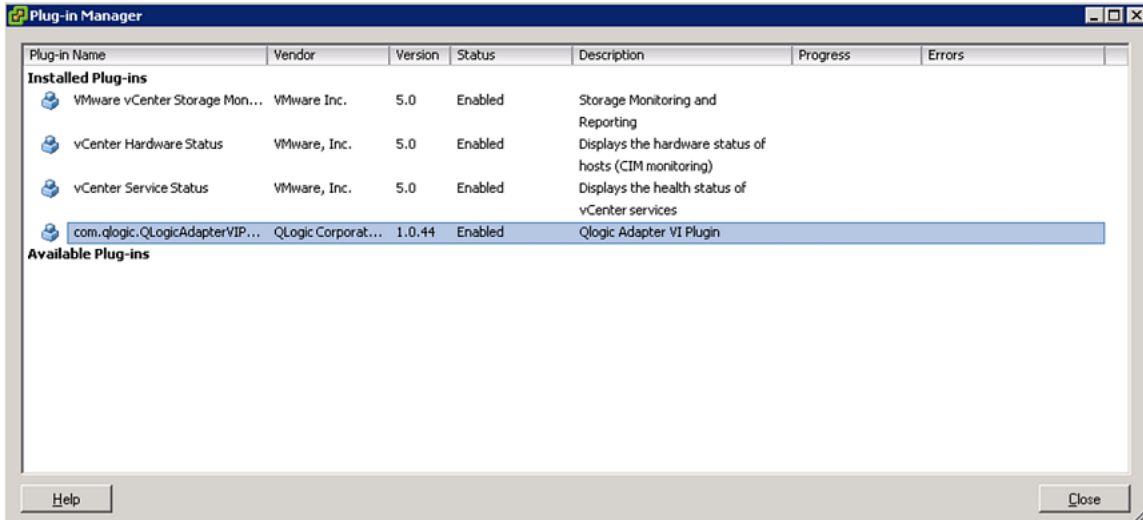 Plug-in Manager
Plug-in Name Vendor Version Status Description Progress Errors
Installed Plug-ins
VMware vCenter Storage Mon... VMware Inc. 5.0 Enabled Storage Monitoring and
Reporting
vCenter Hardware Status VMware, Inc. 5.0 Enabled Displays the hardware status of
hosts (CIM monitoring)
vCenter Service Status VMware, Inc. 5.0 Enabled Displays the health status of
vCenter services
com.qlogic.QLogicAdapterVIP... QLogic Corporat... 1.0.44 Enabled Qlogic Adapter VI Plugin
Available Plug-ins
Help Close